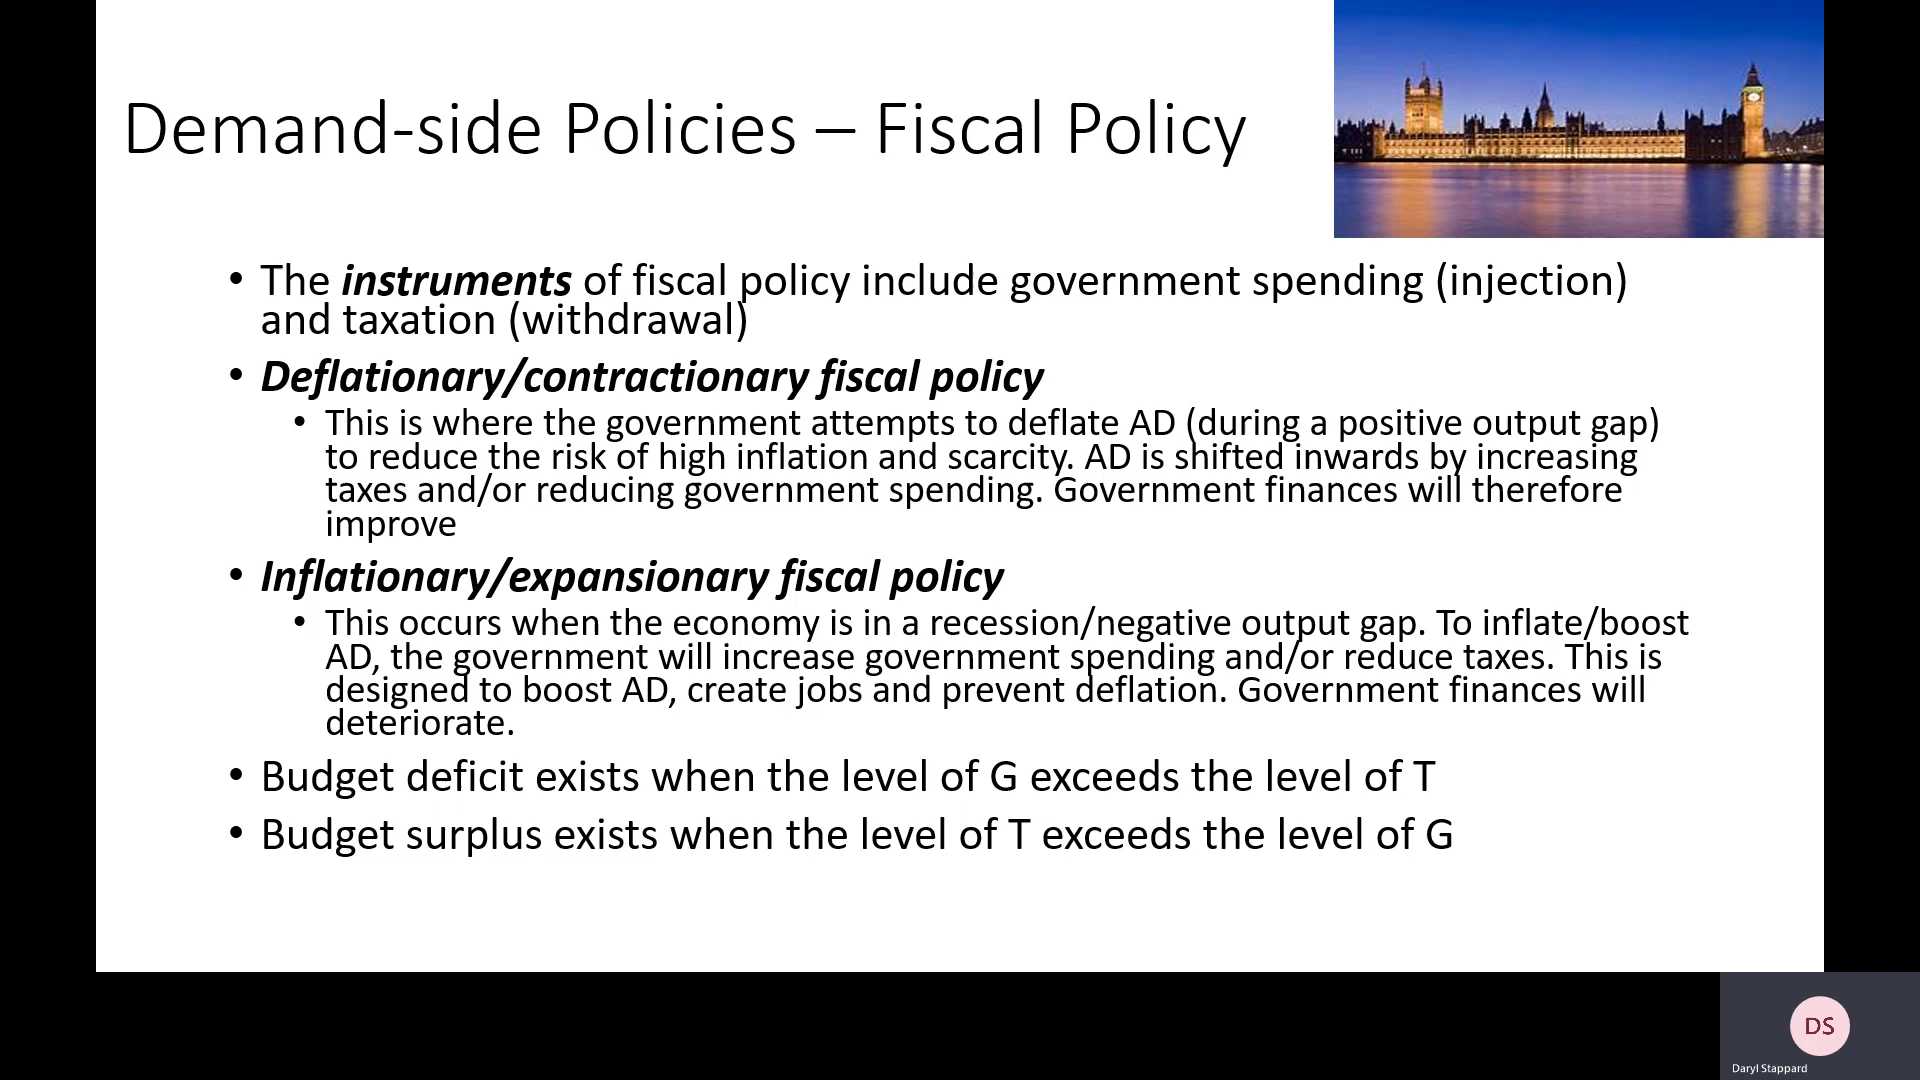 Demand-side Policies – Fiscal Policy
• The instruments of fiscal policy include government spending (injection)
and taxation (withdrawal)
• Deflationary/contractionary fiscal policy
• This is where the government attempts to deflate AD (during a positive output gap)
to reduce the risk of high inflation and scarcity. AD is shifted inwards by increasing
taxes and/or reducing government spending. Government finances will therefore
improve
• Inflationary/expansionary fiscal policy
• This occurs when the economy is in a recession/negative output gap. To inflate/boost
AD, the government will increase government spending and/or reduce taxes. This is
designed to boost AD, create jobs and prevent deflation. Government finances will
deteriorate.
• Budget deficit exists when the level of G exceeds the level of T
• Budget surplus exists when the level of T exceeds the level of G
DS
Daryl Stappard